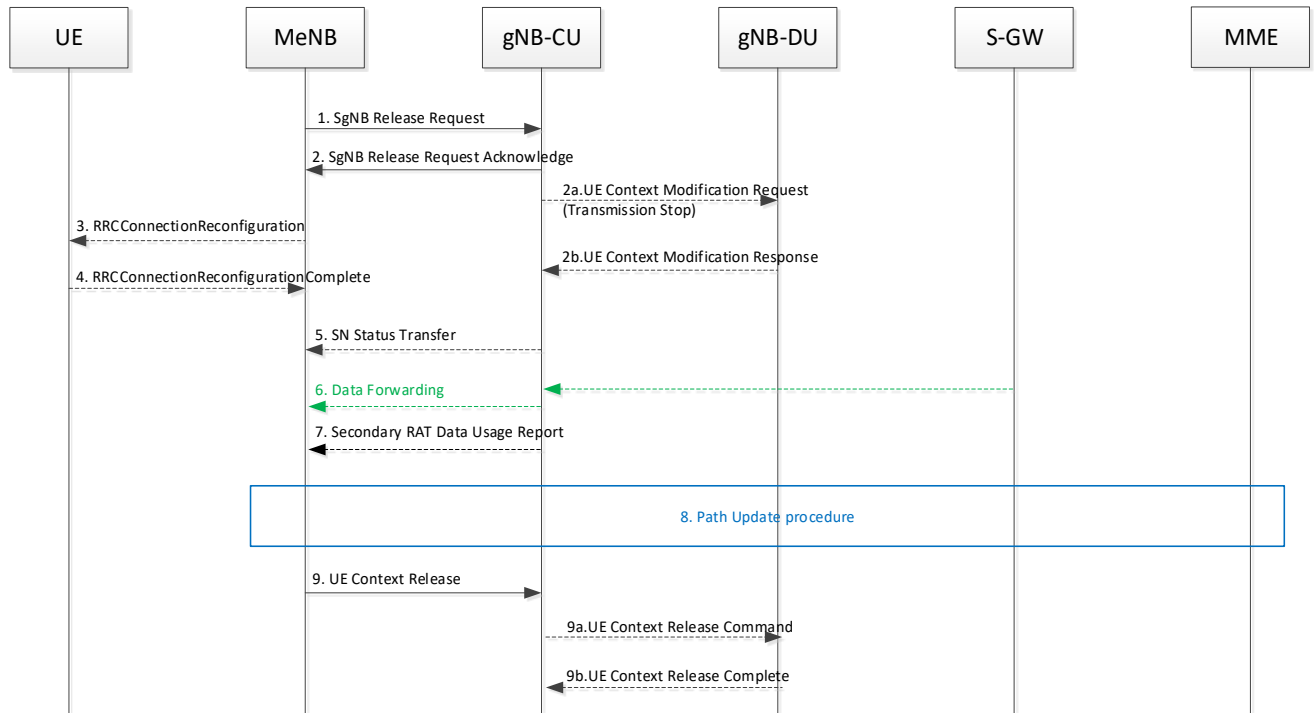 UE
MeNB
gNB-CU
gNB-DU
S-GW
MME
1. SgNB Release Request
2. SgNB Release Request Acknowledge
2a.UE Context Modification Request
(Transmission Stop)
3. RRCConnectionReconfiguration
2b.UE Context Modification Response
4. RRCConnectionReconfigurationComplete
5. SN Status Transfer
6. Data Forwarding
7. Secondary RAT Data Usage Report
8. Path Update procedure
9. UE Context Release
9a.UE Context Release Command
9b.UE Context Release Complete